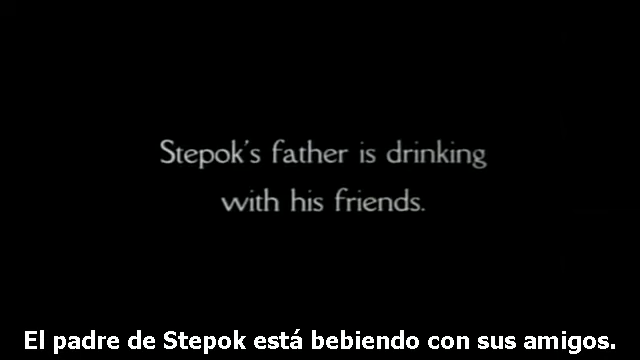 Stepok's father is drinking
with his friends.
El padre de Stepok está bebiendo con sus amigos.